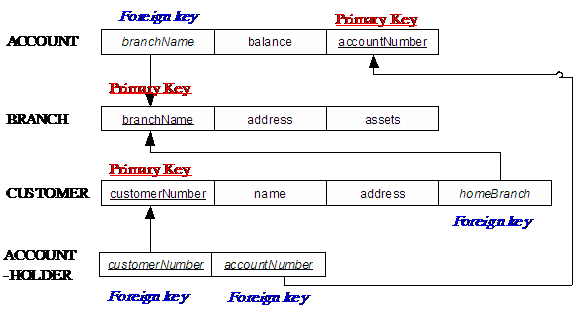 Foreign key
Primary Key
ACCOUNT branchName balance accountNumber
Primary Key
BRANCH branchName address assets
Primary Key
CUSTOMER customerNumber name address homeBranch
Foreign key
ACCOUNT
-HOLDER customerNumber accountNumber
Foreign key Foreign key